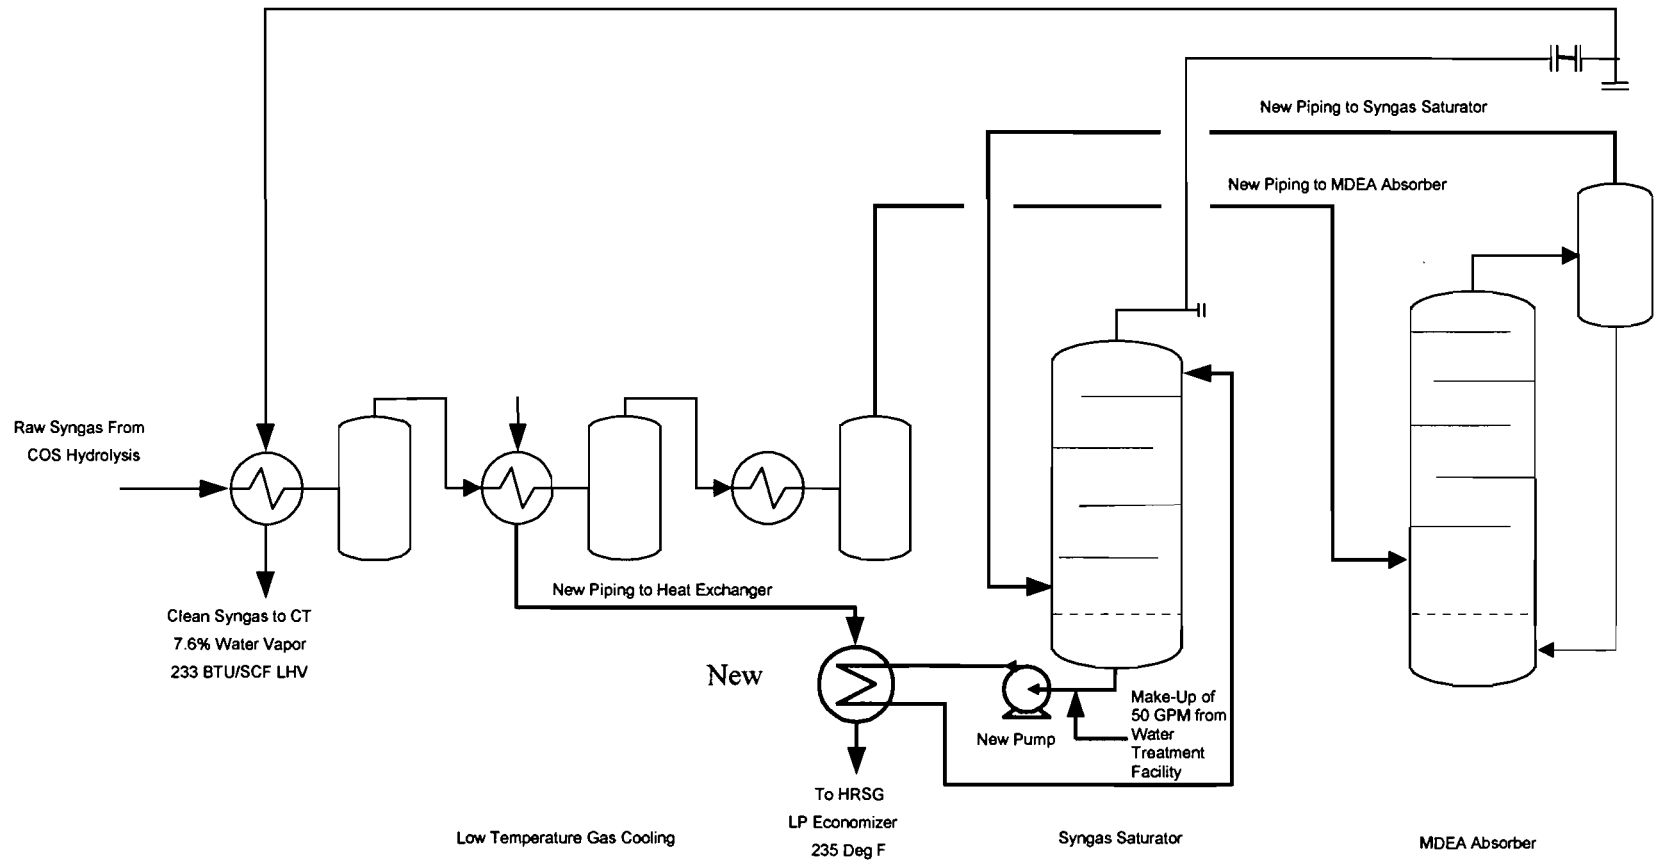 New Piping to Syngas Saturator
New Piping to MDEA Absorber
Raw Syngas From
COS Hydrolysis
New Piping to Heat Exchanger
Clean Syngas to CT
7.6% Water Vapor
233 BTU/SCF LHV
New
Make-Up of
50 GPM from
Water
Treatment
Facility
New Pump
To HRSG
LP Economizer
235 Deg F
Low Temperature Gas Cooling
Syngas Saturator
MDEA Absorber